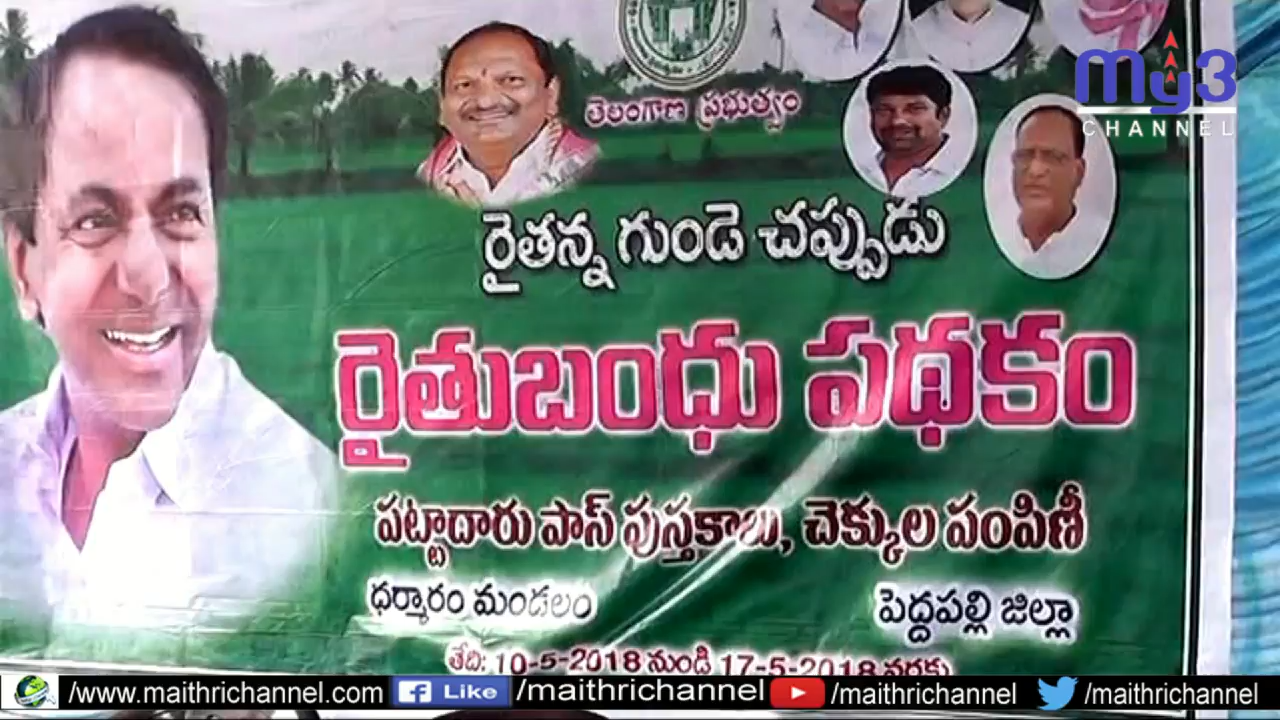 My3
CHANNEL
తెలంగాణ ప్రభుత్వం
రైతన్న గుండె చప్పుడు
రైతుబంధు పథకం
పట్టాదారు పాస్ పుస్తకాలు, చెక్కుల పంపిణీ
ధర్మారం మండలం
పెద్దపల్లి జిల్లా
తేది: 10-5-2018 నుండి 17-5-2018 వరకు
/www.maithrichannel.com
f Like /maithrichannel
/maithrichannel
/maithrichannel